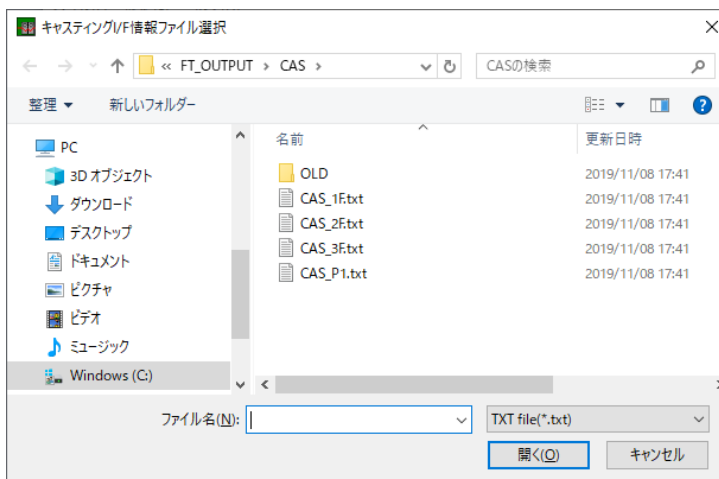 キャスティングI/F情報ファイル選択
« FT_OUTPUT › CAS ›
CASの検索
整理 ▼ 新しいフォルダー
名前 更新日時
PC
3D オブジェクト
ダウンロード
デスクトップ
ドキュメント
ピクチャ
ビデオ
ミュージック
Windows (C:)
OLD 2019/11/08 17:41
CAS_1F.txt 2019/11/08 17:41
CAS_2F.txt 2019/11/08 17:41
CAS_3F.txt 2019/11/08 17:41
CAS_P1.txt 2019/11/08 17:41
ファイル名(N):
TXT file(*.txt)
開く(O) キャンセル